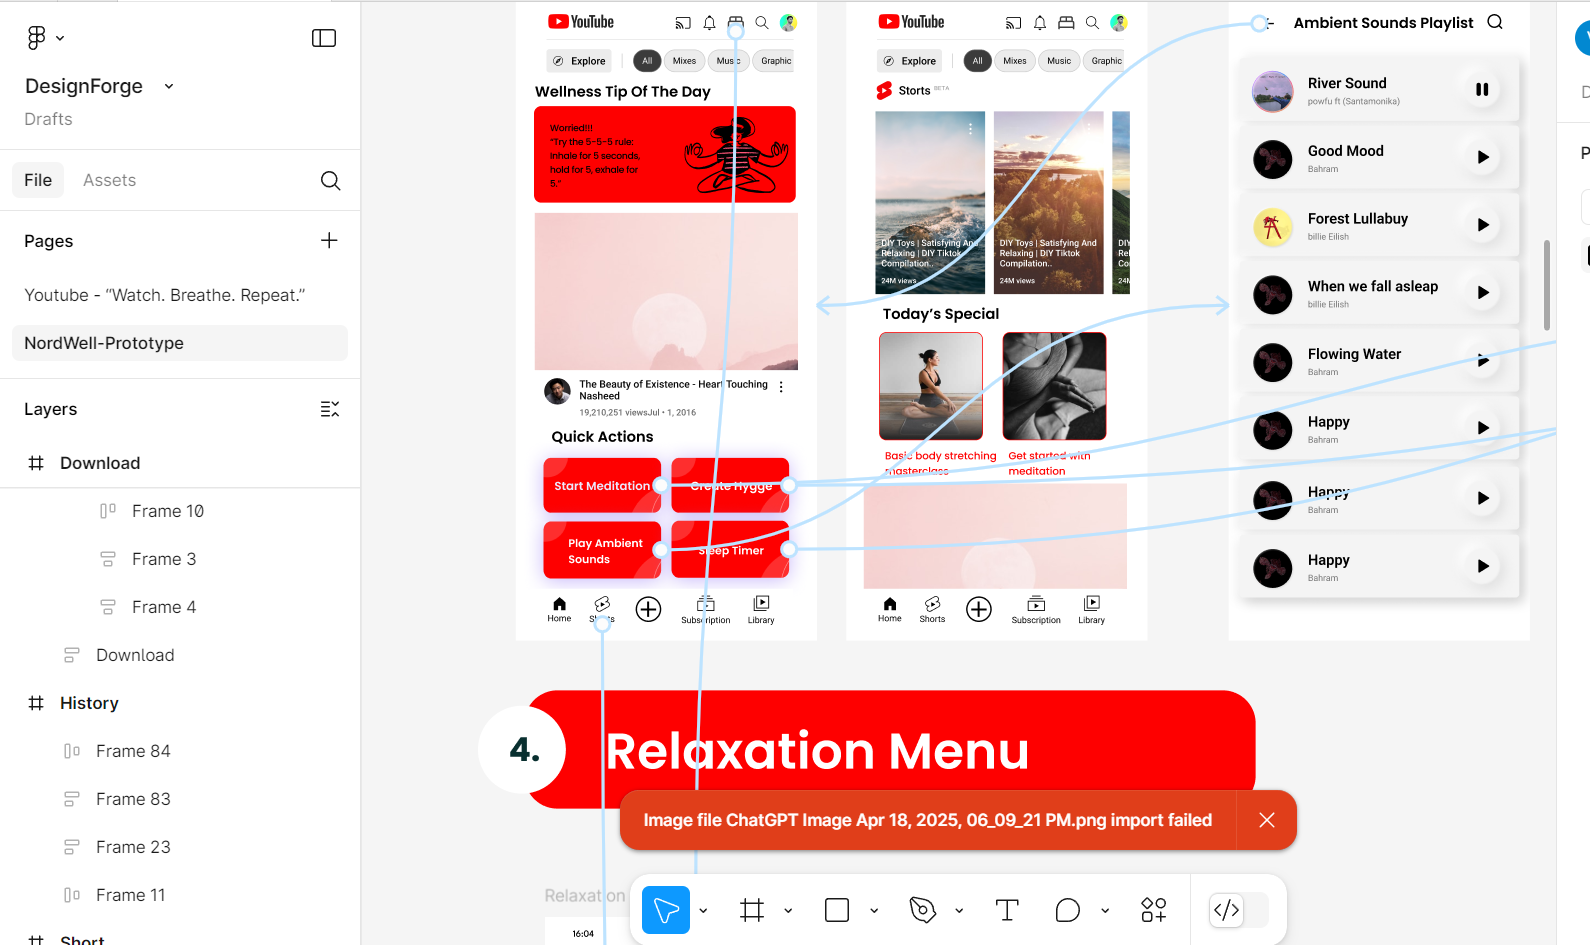 DesignForge
Drafts
File
Assets
Pages
Youtube - “Watch. Breathe. Repeat.”
NordWell-Prototype
Layers
Download
Frame 10
Frame 3
Frame 4
Download
History
Frame 84
Frame 83
Frame 23
Frame 11
Short
YouTube
Explore
All
Mixes
Music
Graphic
Wellness Tip Of The Day
Worried!!!
“Try the 5-5-5 rule:
Inhale for 5 seconds,
hold for 5, exhale for
5.”
The Beauty of Existence - Heart Touching
Nasheed
19,210,251 viewsJul • 1, 2016
Quick Actions
Start Meditation
Create Hygge
Play Ambient
Sounds
Sleep Timer
Home
Shorts
Subscription
Library
YouTube
Explore
All
Mixes
Music
Graphic
Storts BETA
DIY Toys | Satisfying And
Relaxing | DIY Tiktok
Compilation..
24M views
DIY Toys | Satisfying And
Relaxing | DIY Tiktok
Compilation..
24M views
DIY
Rela
Com
24M
Today’s Special
Basic body stretching
masterclass
Get started with
meditation
Home
Shorts
Subscription
Library
Ambient Sounds Playlist
River Sound
powfu ft (Santamonika)
Good Mood
Bahram
Forest Lullabuy
billie Eilish
When we fall asleap
billie Eilish
Flowing Water
Bahram
Happy
Bahram
Happy
Bahram
Happy
Bahram
4.
Relaxation Menu
Image file ChatGPT Image Apr 18, 2025, 06_09_21 PM.png import failed
Relaxation
16:04